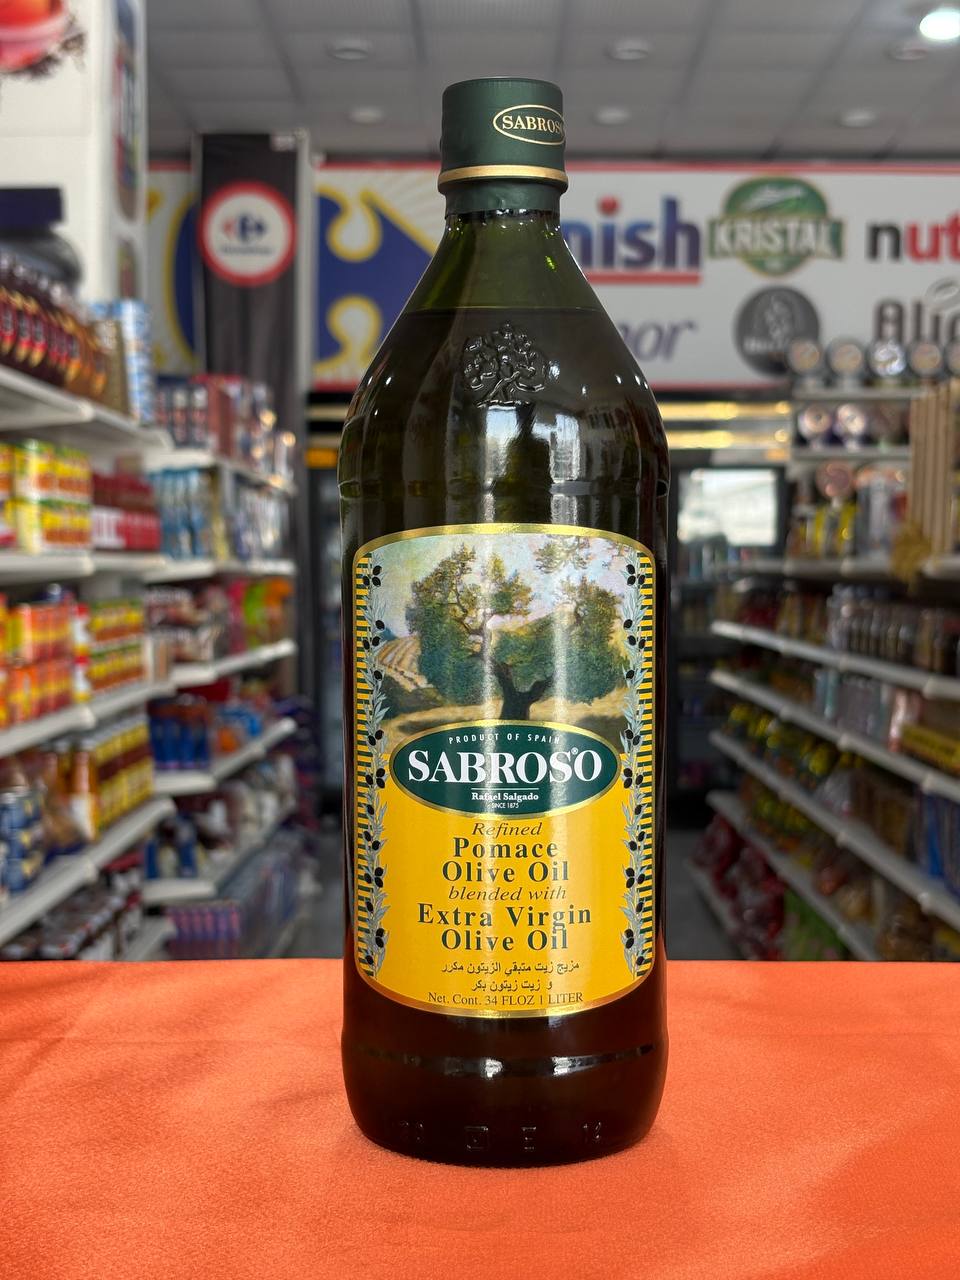 SABROSO
nish
KRISTAL
nut
nor
PRODUCT OF SPAIN
SABROSO®
Rafael Salgado
SINCE 1875
Refined
Pomace
Olive Oil
blended with
Extra Virgin
Olive Oil
مزيج زيت متبقي الزيتون مكرر
و زيت زيتون بكر
Net. Cont. 34 FLOZ 1 LITER